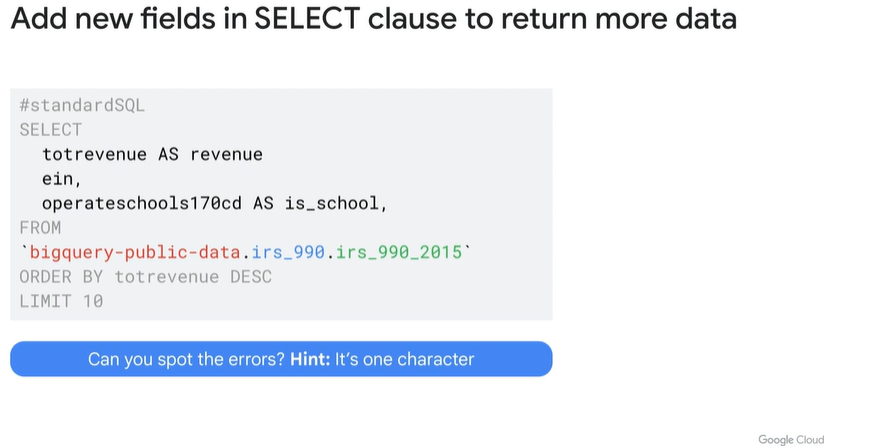 Add new fields in SELECT clause to return more data
#standardSQL
SELECT
totrevenue AS revenue
ein,
operateschools170cd AS is_school,
FROM
`bigquery-public-data.irs_990.irs_990_2015`
ORDER BY totrevenue DESC
LIMIT 10
Can you spot the errors? Hint: It's one character
Google Cloud